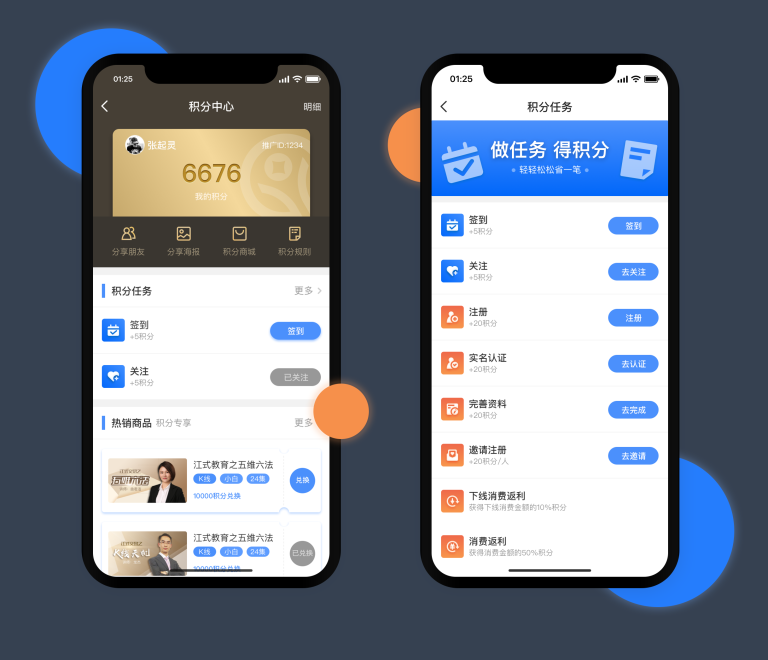 01:25
积分中心
明细
张起灵
推广ID:1234
6676
我的积分
分享朋友
分享海报
积分商城
积分规则
积分任务
更多
签到
+5积分
签到
关注
+5积分
已关注
热销商品 积分专享
更多
江式教育之五维六法
K线 小白 24集
10000积分兑换
兑换
江式教育之五维六法
K线 小白 24集
10000积分兑换
已兑换
K线天机
01:25
积分任务
做任务 得积分
轻轻松松省一笔
签到
+5积分
签到
关注
+5积分
去关注
注册
+20积分
注册
实名认证
+20积分
去认证
完善资料
+20积分
去完成
邀请注册
+20积分/人
去邀请
下线消费返利
获得下线消费金额的10%积分
消费返利
获得消费金额的50%积分